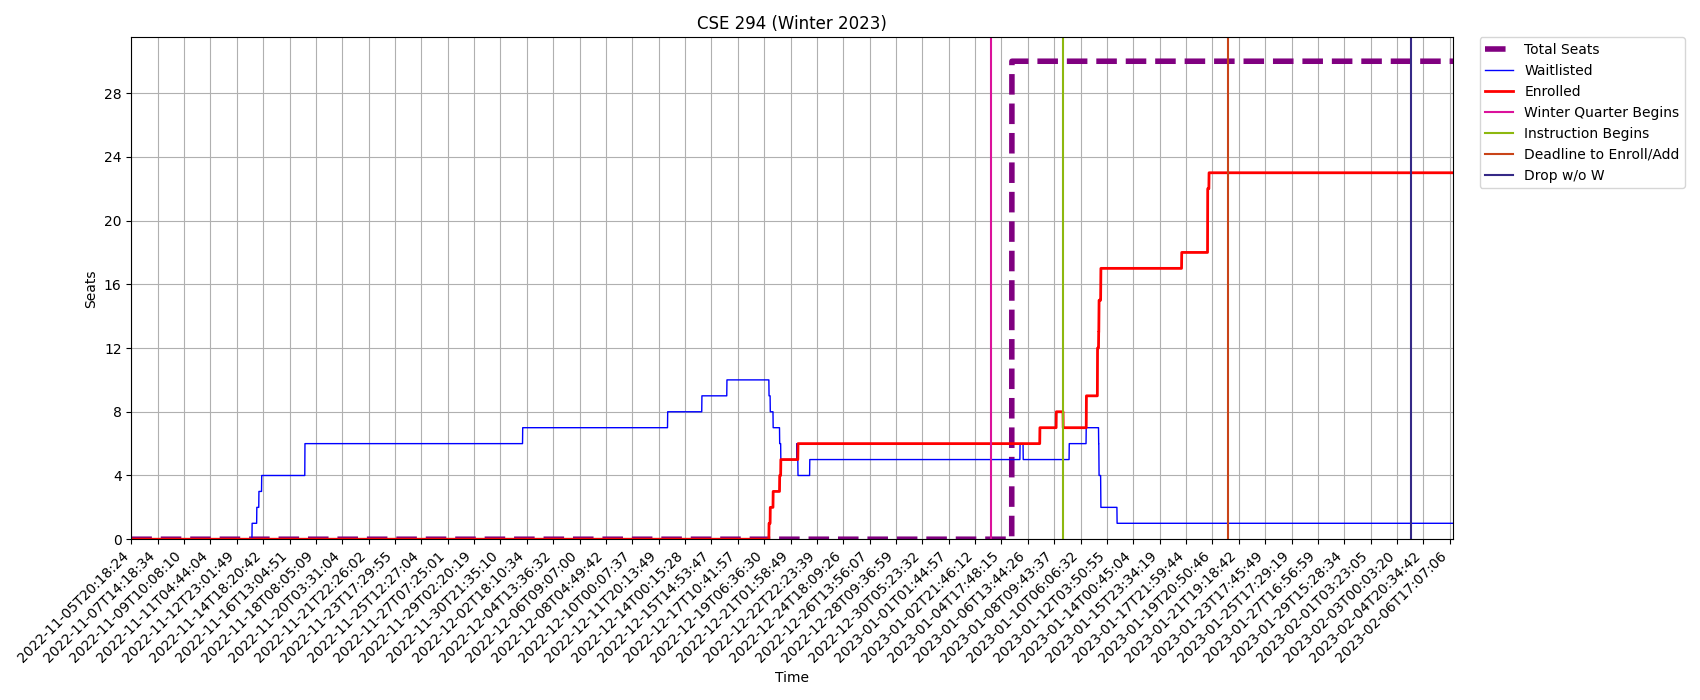 CSE 294 (Winter 2023)
Total Seats
Waitlisted
Enrolled
Winter Quarter Begins
Instruction Begins
Deadline to Enroll/Add
Drop w/o W
Seats
28
24
20
16
12
8
4
0
2022-11-05T20:18:24
2022-11-07T14:18:34
2022-11-09T10:08:10
2022-11-11T04:44:04
2022-11-12T23:01:49
2022-11-14T18:20:42
2022-11-16T13:04:51
2022-11-18T08:05:09
2022-11-20T03:31:04
2022-11-21T22:26:02
2022-11-23T17:29:55
2022-11-25T12:27:04
2022-11-27T07:25:01
2022-11-29T02:20:19
2022-11-30T21:35:10
2022-12-02T18:10:34
2022-12-04T13:36:32
2022-12-06T09:07:00
2022-12-08T04:49:42
2022-12-10T00:07:37
2022-12-11T20:13:49
2022-12-14T00:15:28
2022-12-15T14:53:47
2022-12-17T10:41:57
2022-12-19T06:36:30
2022-12-21T01:58:49
2022-12-22T22:23:39
2022-12-24T18:09:26
2022-12-26T13:56:07
2022-12-28T09:36:59
2022-12-30T05:23:32
2023-01-01T01:44:57
2023-01-02T21:46:12
2023-01-04T17:48:15
2023-01-06T13:44:26
2023-01-08T09:43:37
2023-01-10T06:06:32
2023-01-12T03:50:55
2023-01-14T00:45:04
2023-01-15T23:34:19
2023-01-17T21:59:44
2023-01-19T20:50:46
2023-01-21T19:18:42
2023-01-23T17:45:49
2023-01-25T17:29:19
2023-01-27T16:56:59
2023-01-29T15:28:34
2023-02-01T03:23:05
2023-02-03T00:03:20
2023-02-04T20:34:42
2023-02-06T17:07:06
Time